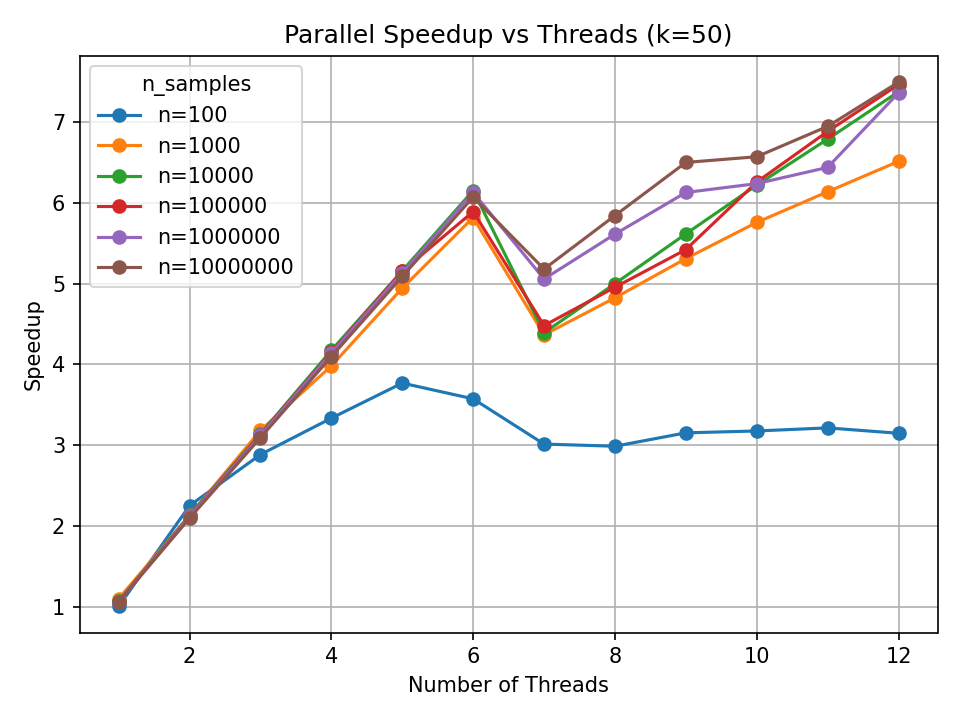 Parallel Speedup vs Threads (k=50)
n_samples
n=100
n=1000
n=10000
n=100000
n=1000000
n=10000000
7
6
5
4
3
2
1
Speedup
2 4 6 8 10 12
Number of Threads